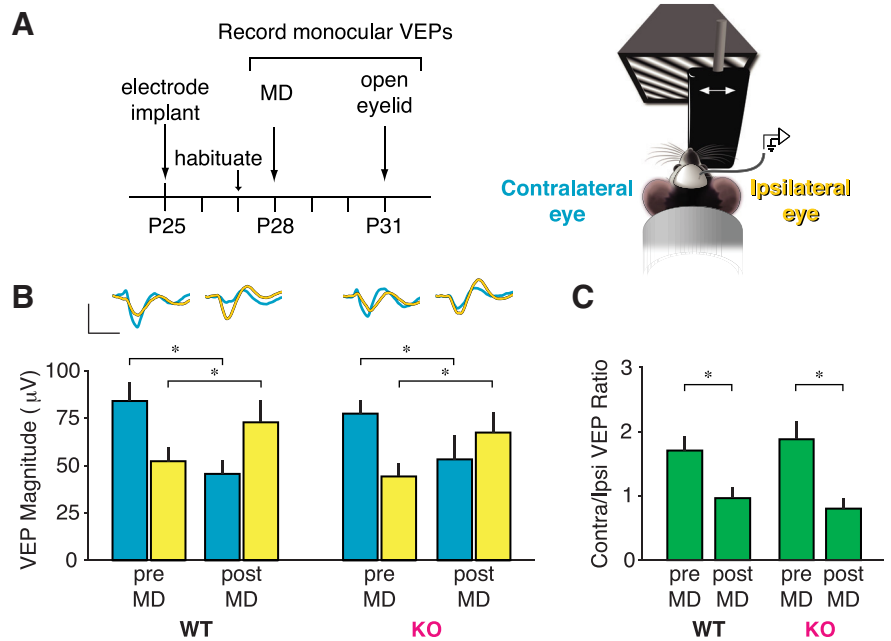 A
Record monocular VEPs
electrode
implant
MD
open
eyelid
habituate
P25
P28
P31
Contralateral
eye
Ipsilateral
eye
B
*
*
*
*
VEP Magnitude ( μV)
100
75
50
25
0
pre
MD
post
MD
pre
MD
post
MD
WT
KO
C
*
*
Contra/Ipsi VEP Ratio
3
2
1
0
pre
MD
post
MD
pre
MD
post
MD
WT
KO